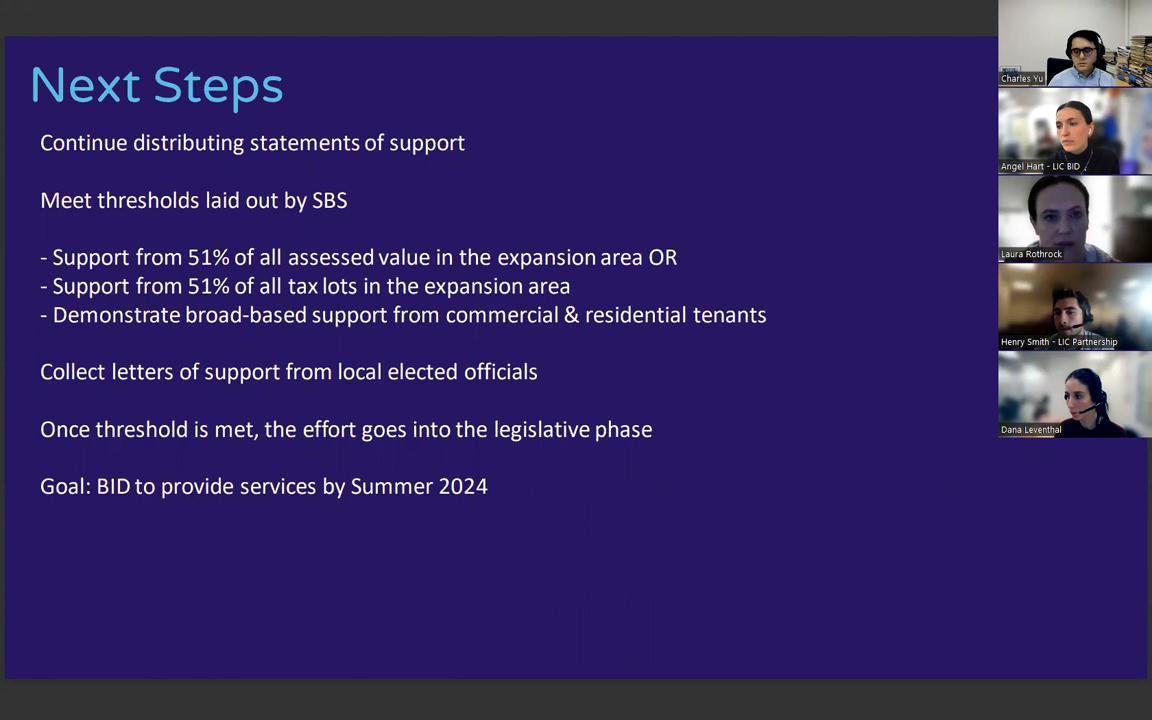 Next Steps
Continue distributing statements of support
Meet thresholds laid out by SBS
- Support from 51% of all assessed value in the expansion area OR
- Support from 51% of all tax lots in the expansion area
- Demonstrate broad-based support from commercial & residential tenants
Collect letters of support from local elected officials
Once threshold is met, the effort goes into the legislative phase
Goal: BID to provide services by Summer 2024
Charles Yu
Angel Hart - LIC BID
Laura Rothrock
Henry Smith - LIC Partnership
Dana Leventhal